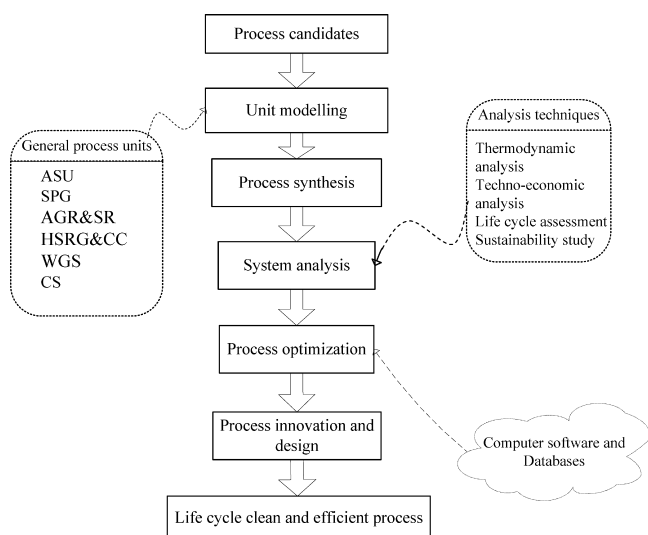 Process candidates
Unit modelling
General process units
ASU
SPG
AGR&SR
HSRG&CC
WGS
CS
Process synthesis
Analysis techniques
Thermodynamic
analysis
Techno-economic
analysis
Life cycle assessment
Sustainability study
System analysis
Process optimization
Process innovation and
design
Computer software and
Databases
Life cycle clean and efficient process